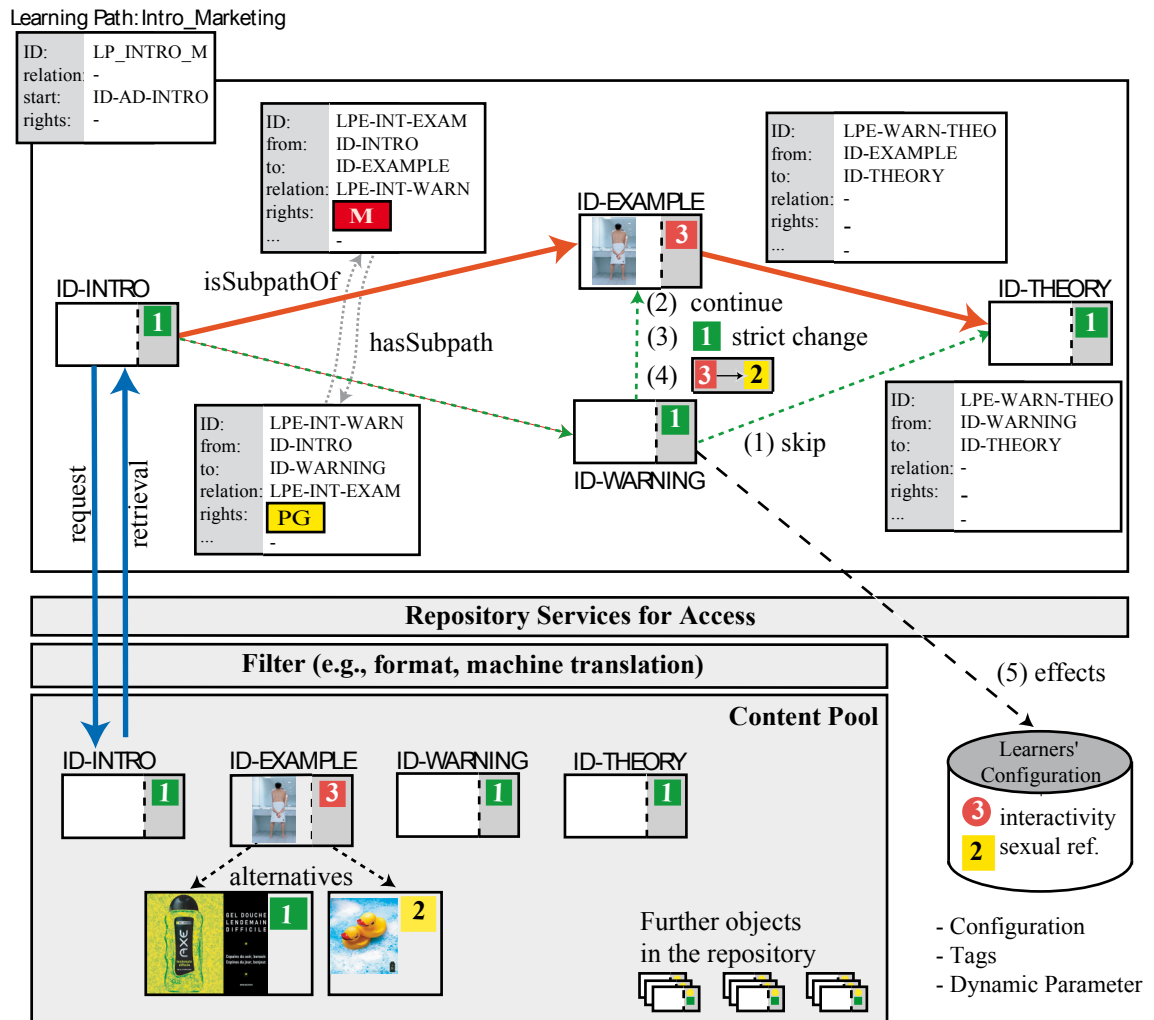 Learning Path: Intro_Marketing
ID: LP_INTRO_M
relation: -
start: ID-AD-INTRO
rights: -
ID: LPE-INT-EXAM
from: ID-INTRO
to: ID-EXAMPLE
relation: LPE-INT-WARN
rights: M
... -
ID: LPE-WARN-THEO
from: ID-EXAMPLE
to: ID-THEORY
relation: -
rights: -
... -
ID-EXAMPLE
3
isSubpathOf
ID-INTRO
1
ID-THEORY
1
(2) continue
(3) 1 strict change
(4) 3 2
hasSubpath
1
ID-WARNING
(1) skip
ID: LPE-INT-WARN
from: ID-INTRO
to: ID-WARNING
relation: LPE-INT-EXAM
rights: PG
... -
ID: LPE-WARN-THEO
from: ID-WARNING
to: ID-THEORY
relation: -
rights: -
... -
request
retrieval
Repository Services for Access
Filter (e.g., format, machine translation)
(5) effects
Content Pool
ID-INTRO
1
ID-EXAMPLE
3
ID-WARNING
1
ID-THEORY
1
Learners'
Configuration
3 interactivity
2 sexual ref.
alternatives
AXE
GEL DOUCHE
LENDEMAIN
DIFFICILE
1
2
Further objects
in the repository
- Configuration
- Tags
- Dynamic Parameter